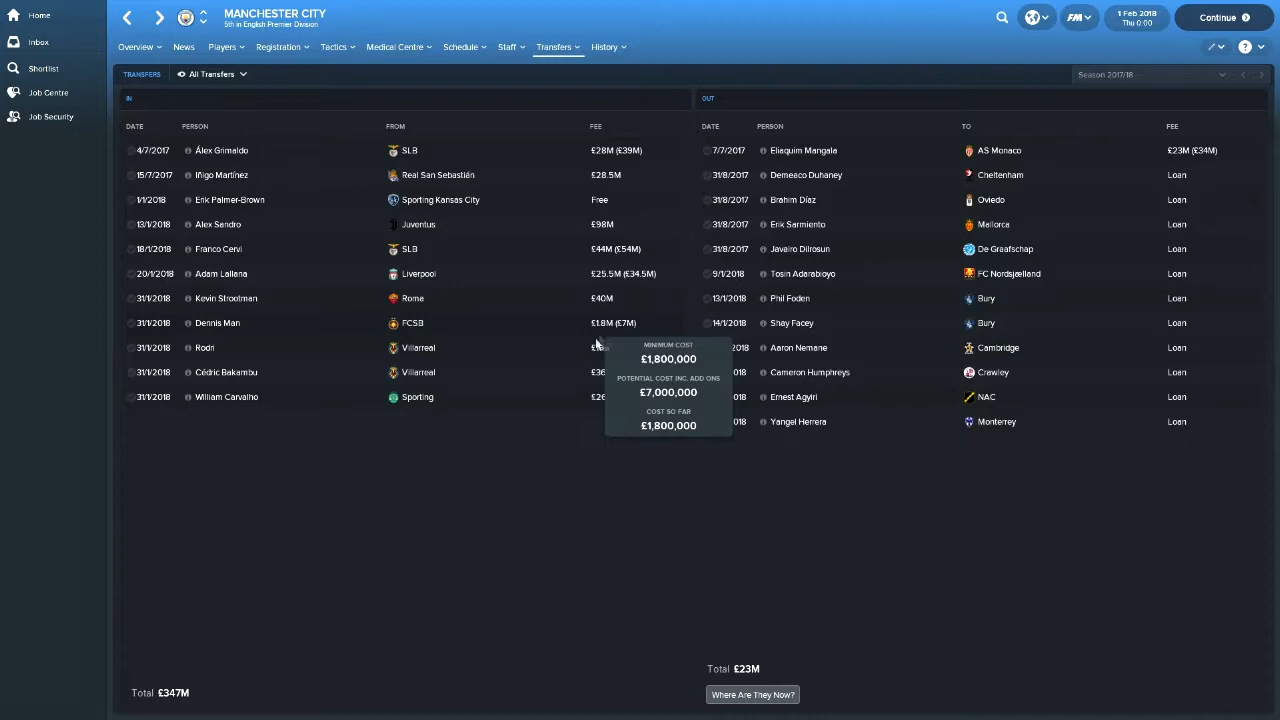 Home
Inbox
Shortlist
Job Centre
Job Security
MANCHESTER CITY
5th in English Premier Division
FM
1 Feb 2018
Thu 0:00
Continue
Overview News Players Registration Tactics Medical Centre Schedule Staff Transfers History
?
TRANSFERS All Transfers Season 2017/18
IN
DATE PERSON FROM FEE
4/7/2017 Álex Grimaldo SLB £28M (£39M)
15/7/2017 Iñigo Martínez Real San Sebastián £28.5M
1/1/2018 Erik Palmer-Brown Sporting Kansas City Free
13/1/2018 Alex Sandro Juventus £98M
18/1/2018 Franco Cervi SLB £44M (£54M)
20/1/2018 Adam Lallana Liverpool £25.5M (£34.5M)
31/1/2018 Kevin Strootman Roma £40M
31/1/2018 Dennis Man FCSB £1.8M (£7M)
31/1/2018 Rodri Villarreal
31/1/2018 Cédric Bakambu Villarreal £36
31/1/2018 William Carvalho Sporting £26
Total £347M
MINIMUM COST
£1,800,000
POTENTIAL COST INC. ADD ONS
£7,000,000
COST SO FAR
£1,800,000
OUT
DATE PERSON TO FEE
7/7/2017 Eliaquim Mangala AS Monaco £23M (£34M)
31/8/2017 Demeaco Duhaney Cheltenham Loan
31/8/2017 Brahim Díaz Oviedo Loan
31/8/2017 Erik Sarmiento Mallorca Loan
31/8/2017 Javairo Dilrosun De Graafschap Loan
9/1/2018 Tosin Adarabioyo FC Nordsjælland Loan
13/1/2018 Phil Foden Bury Loan
14/1/2018 Shay Facey Bury Loan
2018 Aaron Nemane Cambridge Loan
2018 Cameron Humphreys Crawley Loan
2018 Ernest Agyiri NAC Loan
018 Yangel Herrera Monterrey Loan
Total £23M
Where Are They Now?